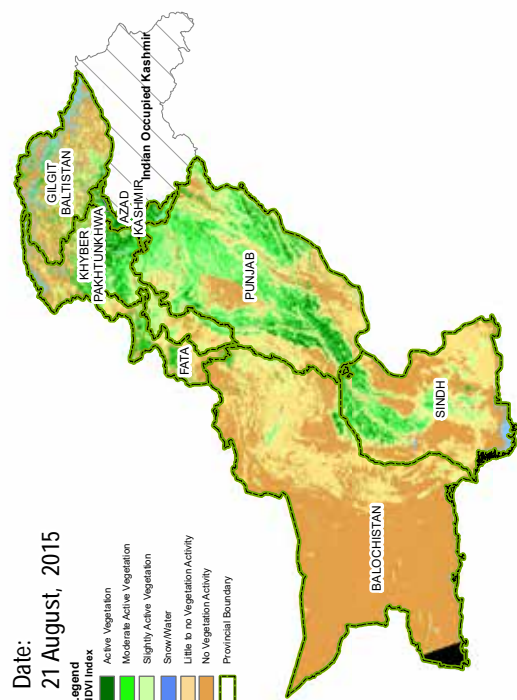 Date:
21 August, 2015
Legend
NDVI Index
Active Vegetation
Moderate Active Vegetation
Slightly Active Vegetation
Snow/Water
Little to no Vegetation Activity
No Vegetation Activity
Provincial Boundary
GILGIT
BALTISTAN
KHYBER
PAKHTUNKHWA
AZAD
KASHMIR
Indian Occupied Kashmir
FATA
PUNJAB
BALOCHISTAN
SINDH